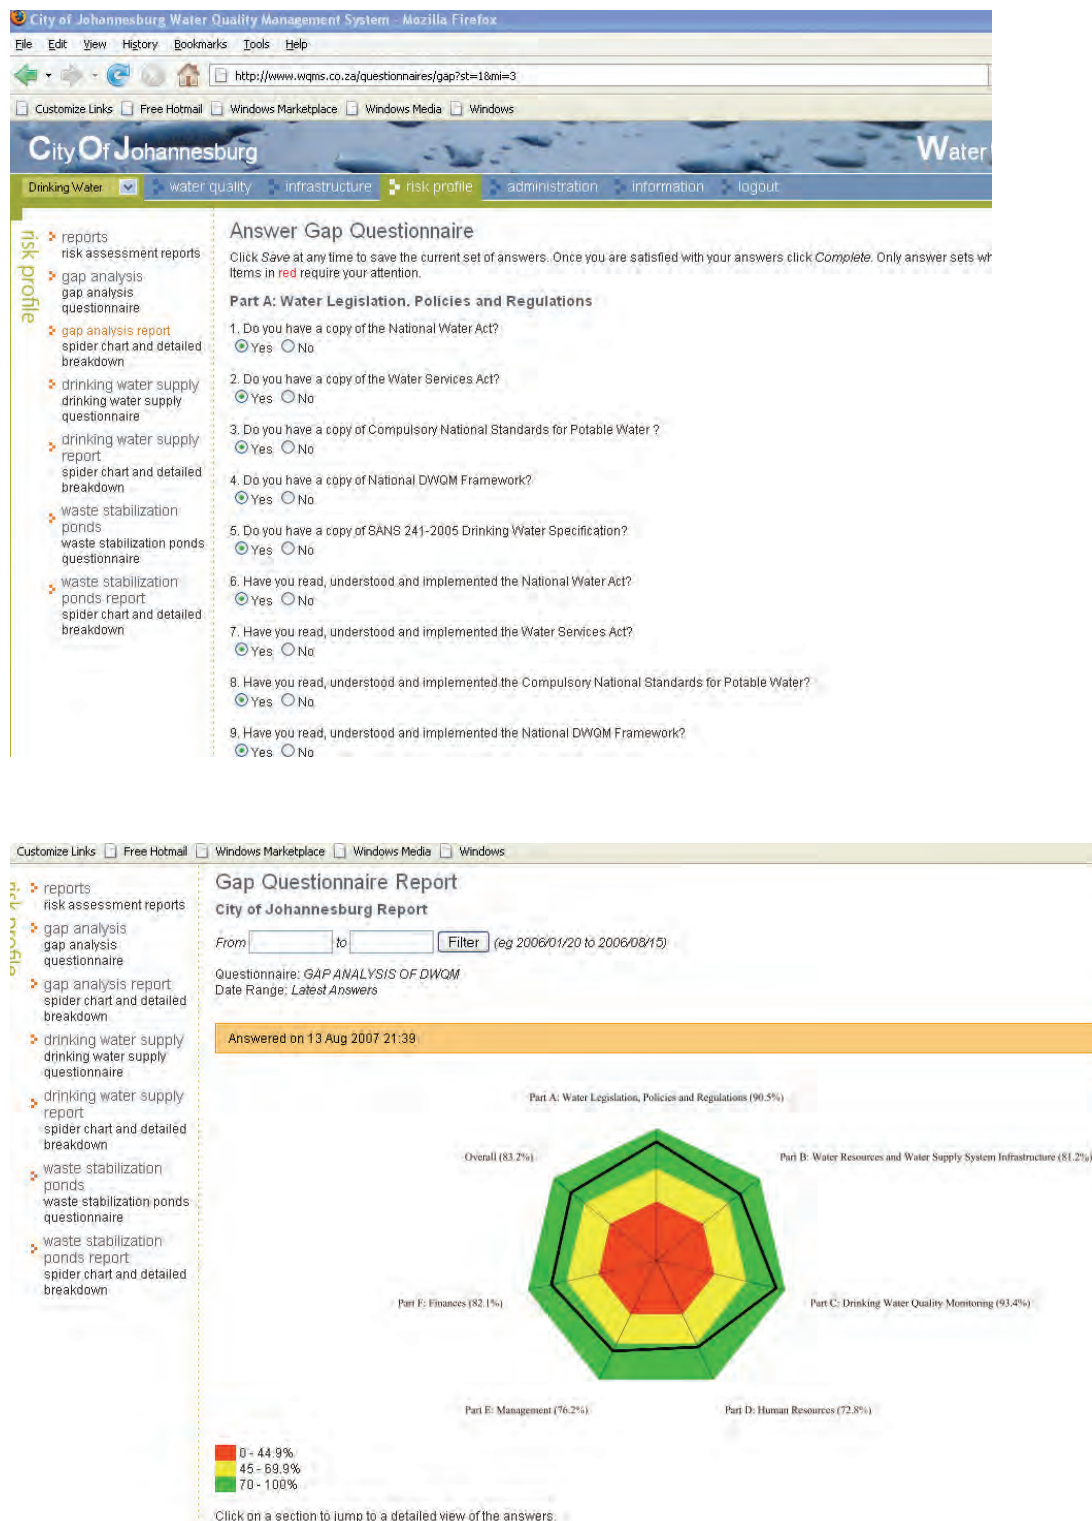 City of Johannesburg Water Quality Management System - Mozilla Firefox
File Edit View History Bookmarks Tools Help
http://www.wqms.co.za/questionnaires/gap?st=1&mi=3
Customize Links Free Hotmail Windows Marketplace Windows Media Windows
City Of Johannesburg Water
Drinking Water water quality infrastructure risk profile administration information logout
risk profile
reports
risk assessment reports
gap analysis
gap analysis
questionnaire
gap analysis report
spider chart and detailed
breakdown
drinking water supply
drinking water supply
questionnaire
drinking water supply
report
spider chart and detailed
breakdown
waste stabilization
ponds
waste stabilization ponds
questionnaire
waste stabilization
ponds report
spider chart and detailed
breakdown
Answer Gap Questionnaire
Click Save at any time to save the current set of answers. Once you are satisfied with your answers click Complete. Only answer sets wh
Items in red require your attention.
Part A: Water Legislation, Policies and Regulations
1. Do you have a copy of the National Water Act?
Yes No
2. Do you have a copy of the Water Services Act?
Yes No
3. Do you have a copy of Compulsory National Standards for Potable Water ?
Yes No
4. Do you have a copy of National DWQM Framework?
Yes No
5. Do you have a copy of SANS 241-2005 Drinking Water Specification?
Yes No
6. Have you read, understood and implemented the National Water Act?
Yes No
7. Have you read, understood and implemented the Water Services Act?
Yes No
8. Have you read, understood and implemented the Compulsory National Standards for Potable Water?
Yes No
9. Have you read, understood and implemented the National DWQM Framework?
Yes No
Customize Links Free Hotmail Windows Marketplace Windows Media Windows
risk profile
reports
risk assessment reports
gap analysis
gap analysis
questionnaire
gap analysis report
spider chart and detailed
breakdown
drinking water supply
drinking water supply
questionnaire
drinking water supply
report
spider chart and detailed
breakdown
waste stabilization
ponds
waste stabilization ponds
questionnaire
waste stabilization
ponds report
spider chart and detailed
breakdown
Gap Questionnaire Report
City of Johannesburg Report
From to Filter (eg 2006/01/20 to 2006/08/15)
Questionnaire: GAP ANALYSIS OF DWQM
Date Range: Latest Answers
Answered on 13 Aug 2007 21:39
Part A: Water Legislation, Policies and Regulations (90.5%)
Overall (83.2%)
Part B: Water Resources and Water Supply System Infrastructure (81.2%)
Part F: Finances (82.1%)
Part C: Drinking Water Quality Monitoring (93.4%)
Part E: Management (76.2%)
Part D: Human Resources (72.8%)
0 - 44.9%
45 - 69.9%
70 - 100%
Click on a section to jump to a detailed view of the answers.